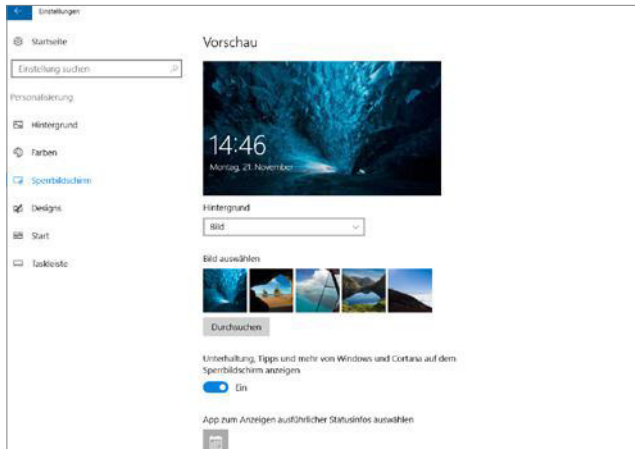 Einstellungen
Startseite
Einstellung suchen
Personalisierung
Hintergrund
Farben
Sperrbildschirm
Designs
Start
Taskleiste
Vorschau
14:46
Montag, 21. November
Hintergrund
Bild
Bild auswählen
Durchsuchen
Unterhaltung, Tipps und mehr von Windows und Cortana auf dem
Sperrbildschirm anzeigen
Ein
App zum Anzeigen ausführlicher Statusinfos auswählen